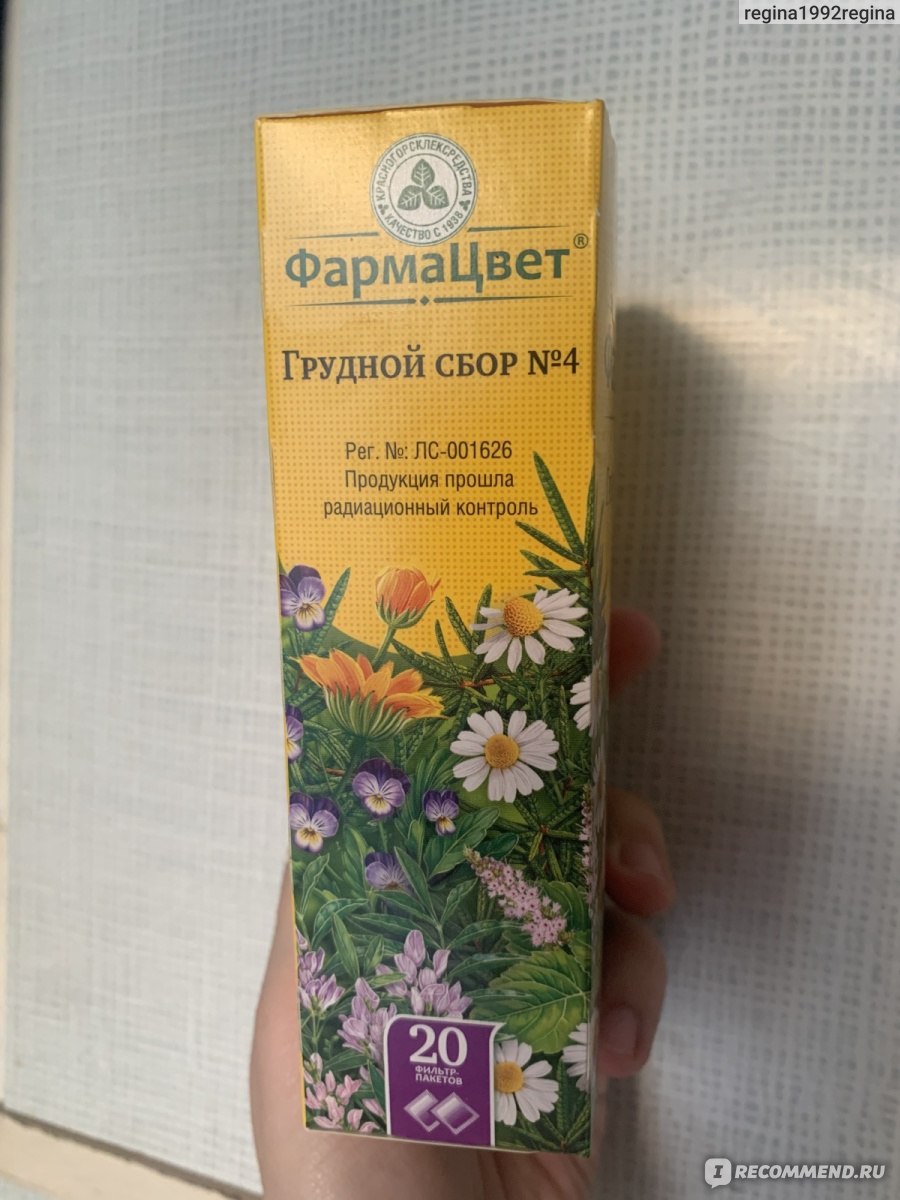 regina1992regina
КРАСНОГОРСКЛЕКСРЕДСТВА
КАЧЕСТВО С 1938
ФармаЦвет®
ГРУДНОЙ СБОР №4
Рег. №: ЛС-001626
Продукция прошла
радиационный контроль
20
ФИЛЬТР-
ПАКЕТОВ
IRECOMMEND.RU